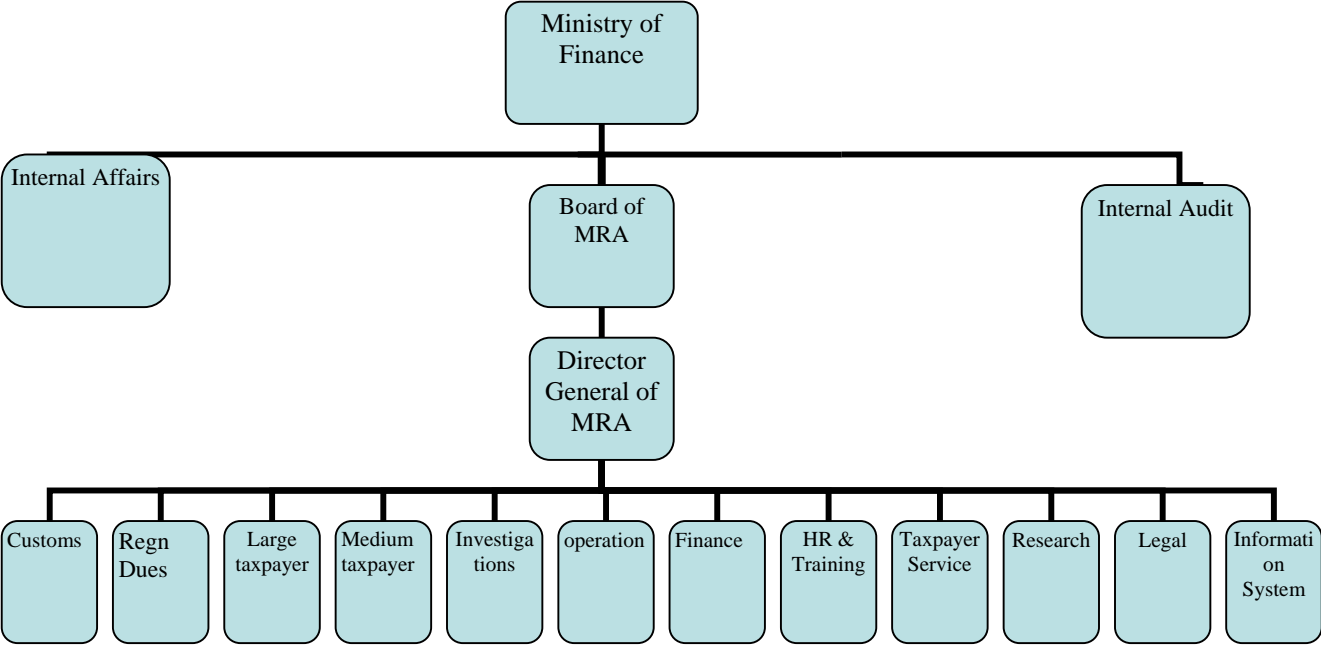 Ministry of
Finance
Internal Affairs
Board of
MRA
Internal Audit
Director
General of
MRA
Customs
Regn
Dues
Large
taxpayer
Medium
taxpayer
Investiga
tions
operation
Finance
HR &
Training
Taxpayer
Service
Research
Legal
Informati
on
System